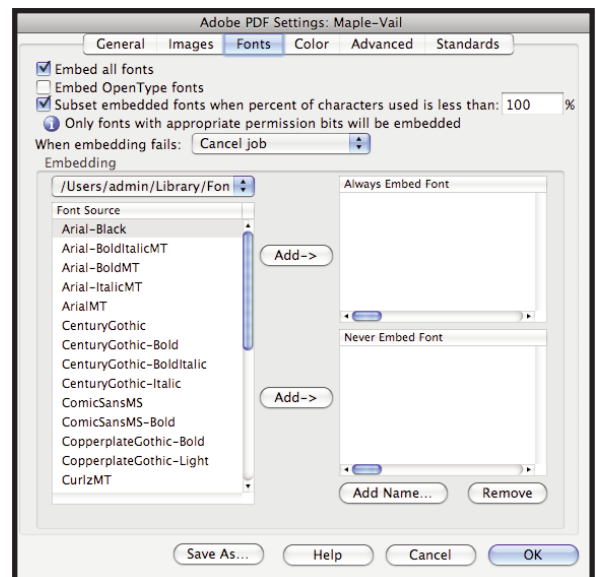 Adobe PDF Settings: Maple-Vail
General Images Fonts Color Advanced Standards
Embed all fonts
Embed OpenType fonts
Subset embedded fonts when percent of characters used is less than: 100 %
Only fonts with appropriate permission bits will be embedded
When embedding fails: Cancel job
Embedding
/Users/admin/Library/Fon
Font Source
Arial-Black
Arial-BoldItalicMT
Arial-BoldMT
Arial-ItalicMT
ArialMT
CenturyGothic
CenturyGothic-Bold
CenturyGothic-BoldItalic
CenturyGothic-Italic
ComicSansMS
ComicSansMS-Bold
CopperplateGothic-Bold
CopperplateGothic-Light
CurlzMT
Add->
Always Embed Font
Add->
Never Embed Font
Add Name... Remove
Save As... Help Cancel OK